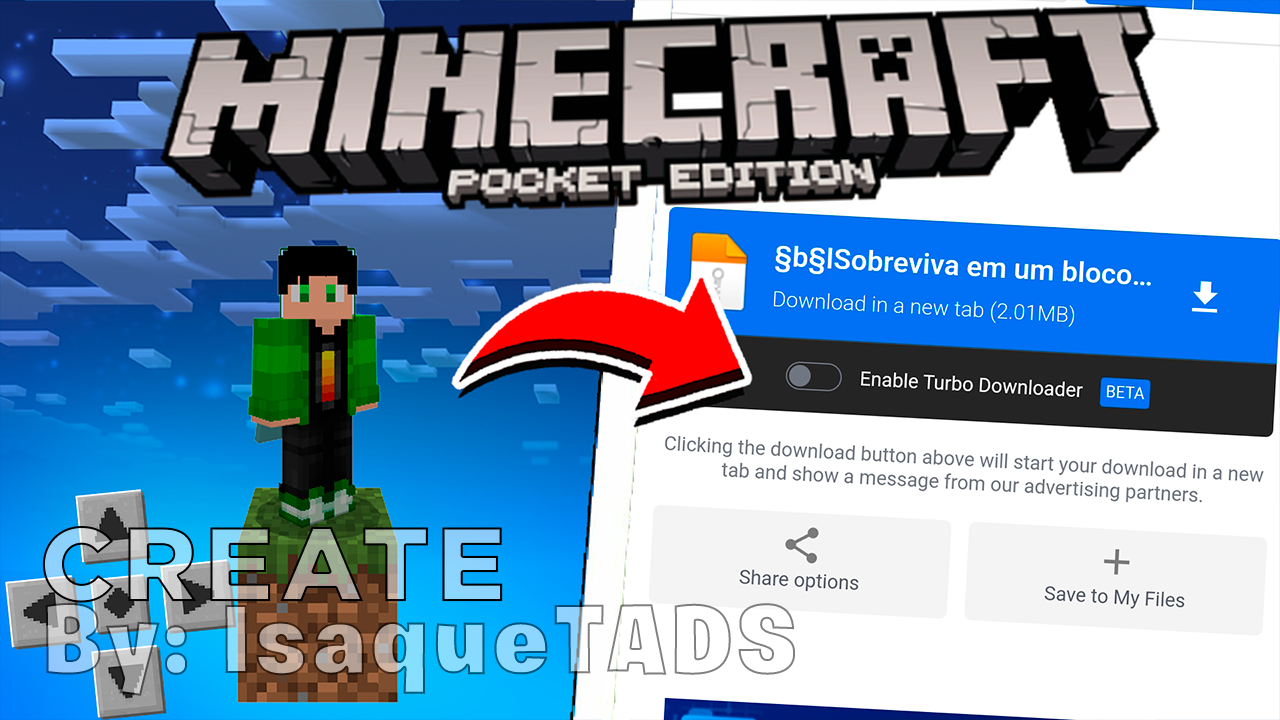 MINECRAFT
POCKET EDITION
§b§lSobreviva em um bloco...
Download in a new tab (2.01MB)
Enable Turbo Downloader BETA
Clicking the download button above will start your download in a new
tab and show a message from our advertising partners.
Share options
Save to My Files
CREATE
By: IsaqueTADS